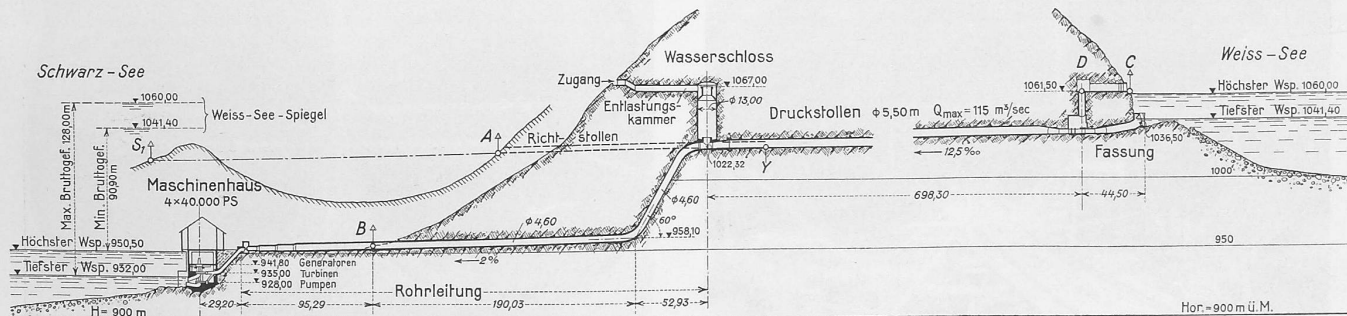 Schwarz-See
1060,00
1041,40
Weiss-See-Spiegel
Max. Bruttogef. 128,00m
Min. Bruttogef. 90,90m
S₁
Maschinenhaus
4×40.000 PS
Höchster Wsp. 950,50
Tiefster Wsp. 932,00
941,80 Generatoren
935,00 Turbinen
928,00 Pumpen
H = 900 m
29,20
95,29
190,03
52,93
Rohrleitung
A
B
Richt-stollen
ϕ 4,60
2%
ϕ 4,60
60°
958,10
Zugang
Wasserschloss
1067,00
ϕ 13,00
Entlastungs-
kammer
1022,32
Y
Druckstollen ϕ 5,50 m Qmax = 115 m³/sec
12,5 ‰
698,30
44,50
D
C
1061,50
1036,50
Fassung
Weiss-See
Höchster Wsp. 1060,00
Tiefster Wsp. 1041,40
1000
950
Hor.=900 m ü.M.